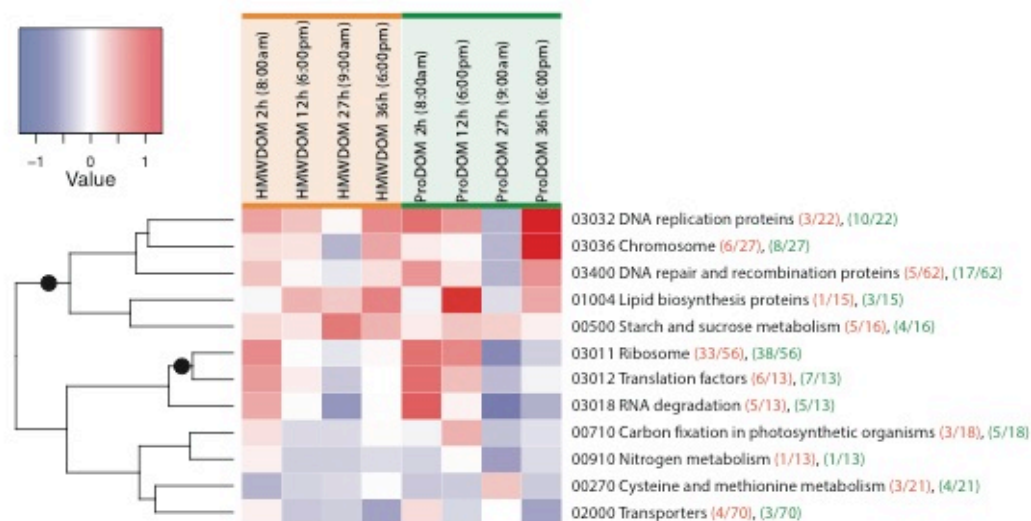 -1 0 1
Value
HMWDOM 2h (8:00am)
HMWDOM 12h (6:00pm)
HMWDOM 27h (9:00am)
HMWDOM 36h (6:00pm)
ProDOM 2h (8:00am)
ProDOM 12h (6:00pm)
ProDOM 27h (9:00am)
ProDOM 36h (6:00pm)
03032 DNA replication proteins (3/22), (10/22)
03036 Chromosome (6/27), (8/27)
03400 DNA repair and recombination proteins (5/62), (17/62)
01004 Lipid biosynthesis proteins (1/15), (3/15)
00500 Starch and sucrose metabolism (5/16), (4/16)
03011 Ribosome (33/56), (38/56)
03012 Translation factors (6/13), (7/13)
03018 RNA degradation (5/13), (5/13)
00710 Carbon fixation in photosynthetic organisms (3/18), (5/18)
00910 Nitrogen metabolism (1/13), (1/13)
00270 Cysteine and methionine metabolism (3/21), (4/21)
02000 Transporters (4/70), (3/70)